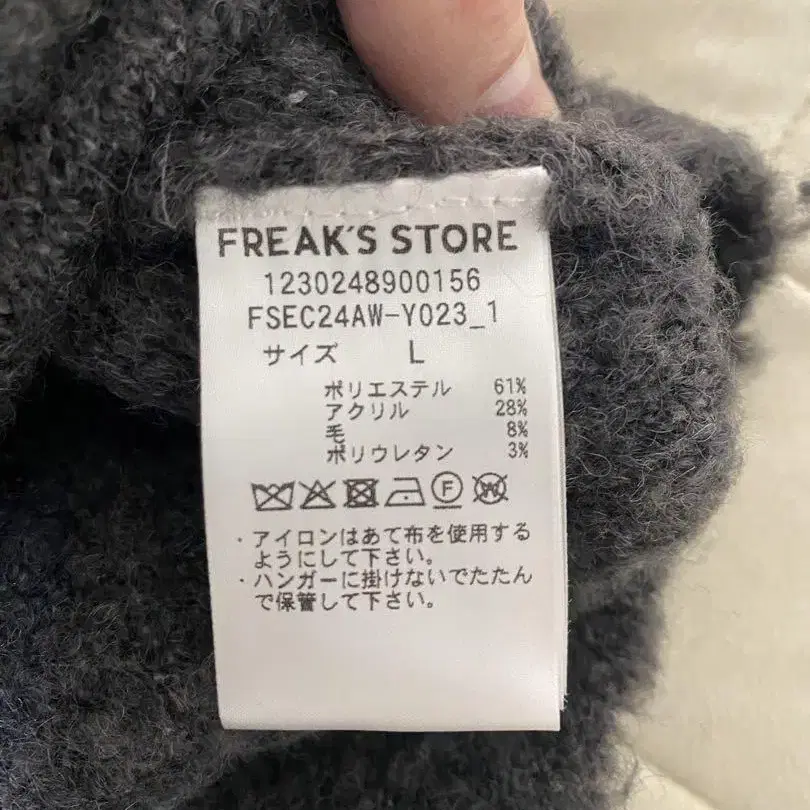 FREAK'S STORE
1230248900156
FSEC24AW-Y023_1
サイズ L
ポリエステル 61%
アクリル 28%
毛 8%
ポリウレタン 3%
F W
・アイロンはあて布を使用する
ようにして下さい。
・ハンガーに掛けないでたたん
で保管して下さい。